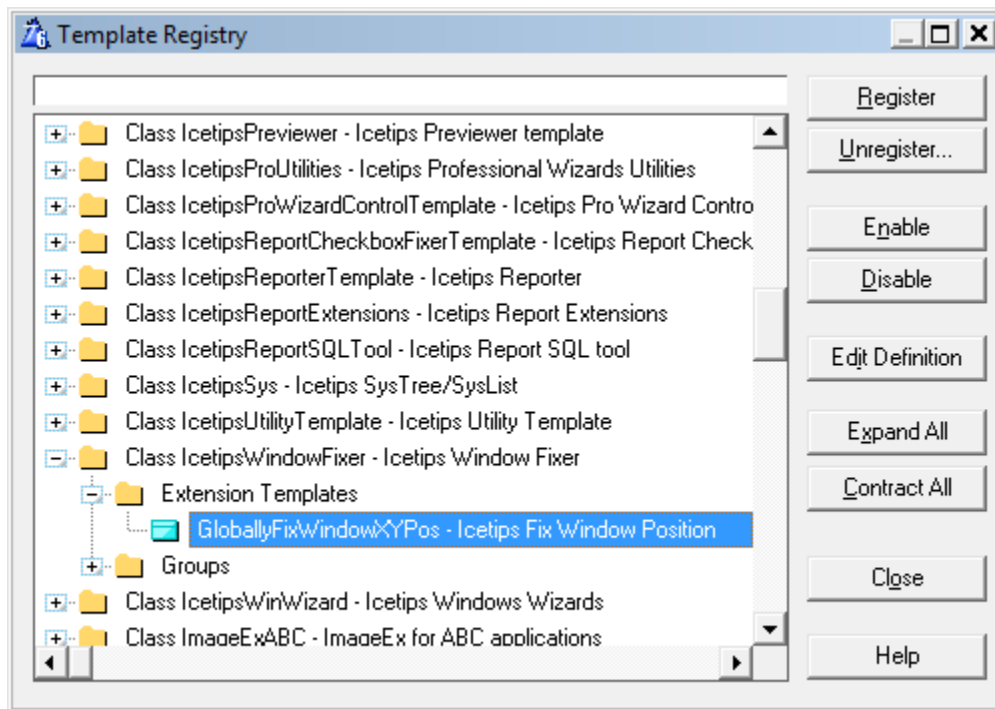 Template Registry
Class IcetipsPreviewer - Icetips Previewer template
Class IcetipsProUtilities - Icetips Professional Wizards Utilities
Class IcetipsProWizardControlTemplate - Icetips Pro Wizard Contro
Class IcetipsReportCheckboxFixerTemplate - Icetips Report Check
Class IcetipsReporterTemplate - Icetips Reporter
Class IcetipsReportExtensions - Icetips Report Extensions
Class IcetipsReportSQLTool - Icetips Report SQL tool
Class IcetipsSys - Icetips SysTree/SysList
Class IcetipsUtilityTemplate - Icetips Utility Template
Class IcetipsWindowFixer - Icetips Window Fixer
Extension Templates
GloballyFixWindowXYPos - Icetips Fix Window Position
Groups
Class IcetipsWinWizard - Icetips Windows Wizards
Class ImageExABC - ImageEx for ABC applications
Register
Unregister...
Enable
Disable
Edit Definition
Expand All
Contract All
Close
Help